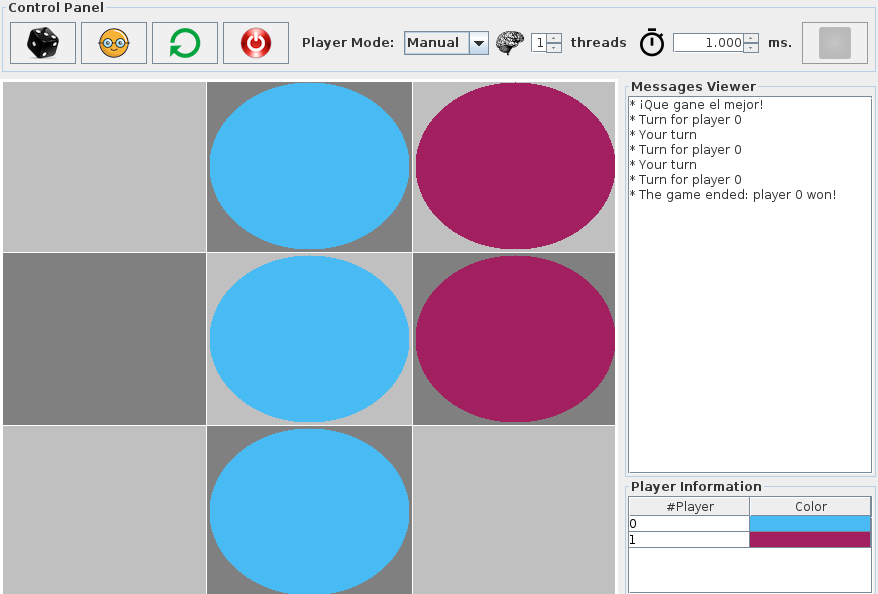 Control Panel
Player Mode: Manual 1 threads 1.000 ms.
Messages Viewer
* ¡Que gane el mejor!
* Turn for player 0
* Your turn
* Turn for player 0
* Your turn
* Turn for player 0
* The game ended: player 0 won!
Player Information
#Player Color
0
1